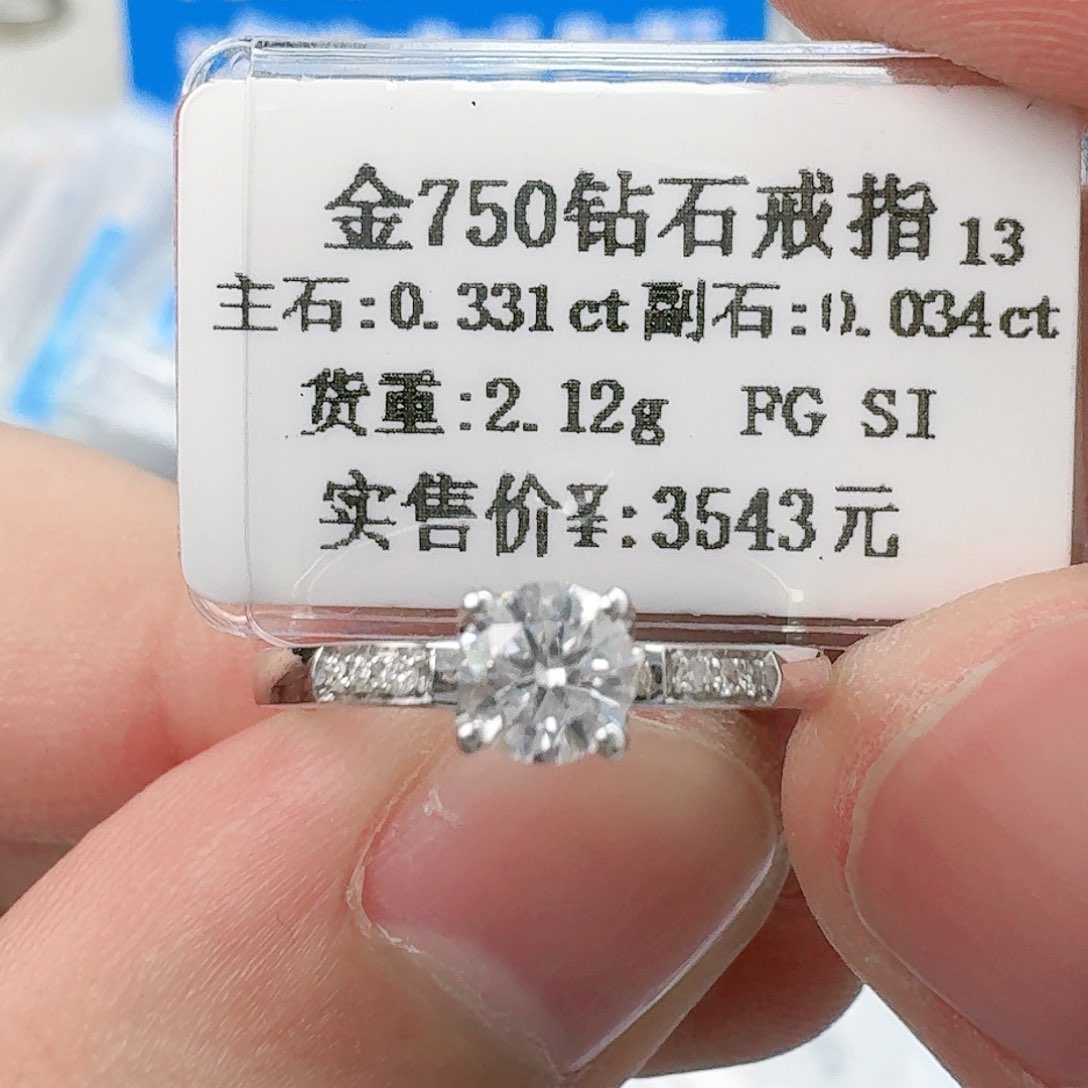 金750钻石戒指 13
主石:0.331ct 副石:0.034ct
货重:2.12g FG SI
实售价¥:3543元